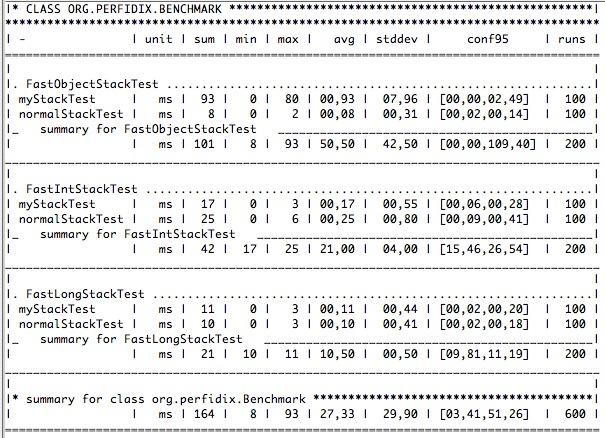 |* CLASS ORG.PERFIDIX.BENCHMARK ****************************************************|
************************************************************************************
| -                | unit | sum | min | max | avg | stddev | conf95 | runs |
====================================================================================
|                                                                                  |
|. FastObjectStackTest ............................................................|
| myStackTest      | ms | 93 | 0 | 80 | 00,93 | 07,96 | [00,00,02,49] | 100 |
| normalStackTest | ms | 8 | 0 | 2 | 00,08 | 00,31 | [00,02,00,14] | 100 |
|_ summary for FastObjectStackTest ________________________________________________|
|                  | ms | 101 | 8 | 93 | 50,50 | 42,50 | [00,00,109,40] | 200 |
____________________________________________________________________________________
|                                                                                  |
|. FastIntStackTest ...............................................................|
| myStackTest      | ms | 17 | 0 | 3 | 00,17 | 00,55 | [00,06,00,28] | 100 |
| normalStackTest | ms | 25 | 0 | 6 | 00,25 | 00,80 | [00,09,00,41] | 100 |
|_ summary for FastIntStackTest ___________________________________________________|
|                  | ms | 42 | 17 | 25 | 21,00 | 04,00 | [15,46,26,54] | 200 |
____________________________________________________________________________________
|                                                                                  |
|. FastLongStackTest ..............................................................|
| myStackTest      | ms | 11 | 0 | 3 | 00,11 | 00,44 | [00,02,00,20] | 100 |
| normalStackTest | ms | 10 | 0 | 3 | 00,10 | 00,41 | [00,02,00,18] | 100 |
|_ summary for FastLongStackTest __________________________________________________|
|                  | ms | 21 | 10 | 11 | 10,50 | 00,50 | [09,81,11,19] | 200 |
____________________________________________________________________________________
|                                                                                  |
|* summary for class org.perfidix.Benchmark ***************************************|
|                  | ms | 164 | 8 | 93 | 27,33 | 29,90 | [03,41,51,26] | 600 |
====================================================================================